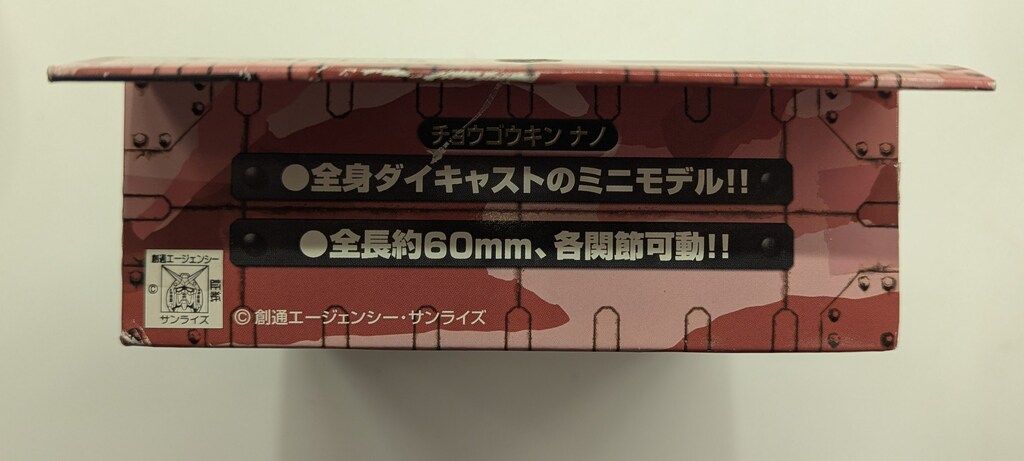 チョウゴウキン ナノ
●全身ダイキャストのミニモデル!!
●全長約60mm、各関節可動!!
創通エージェンシー
©
証紙
サンライズ
©創通エージェンシー・サンライズ